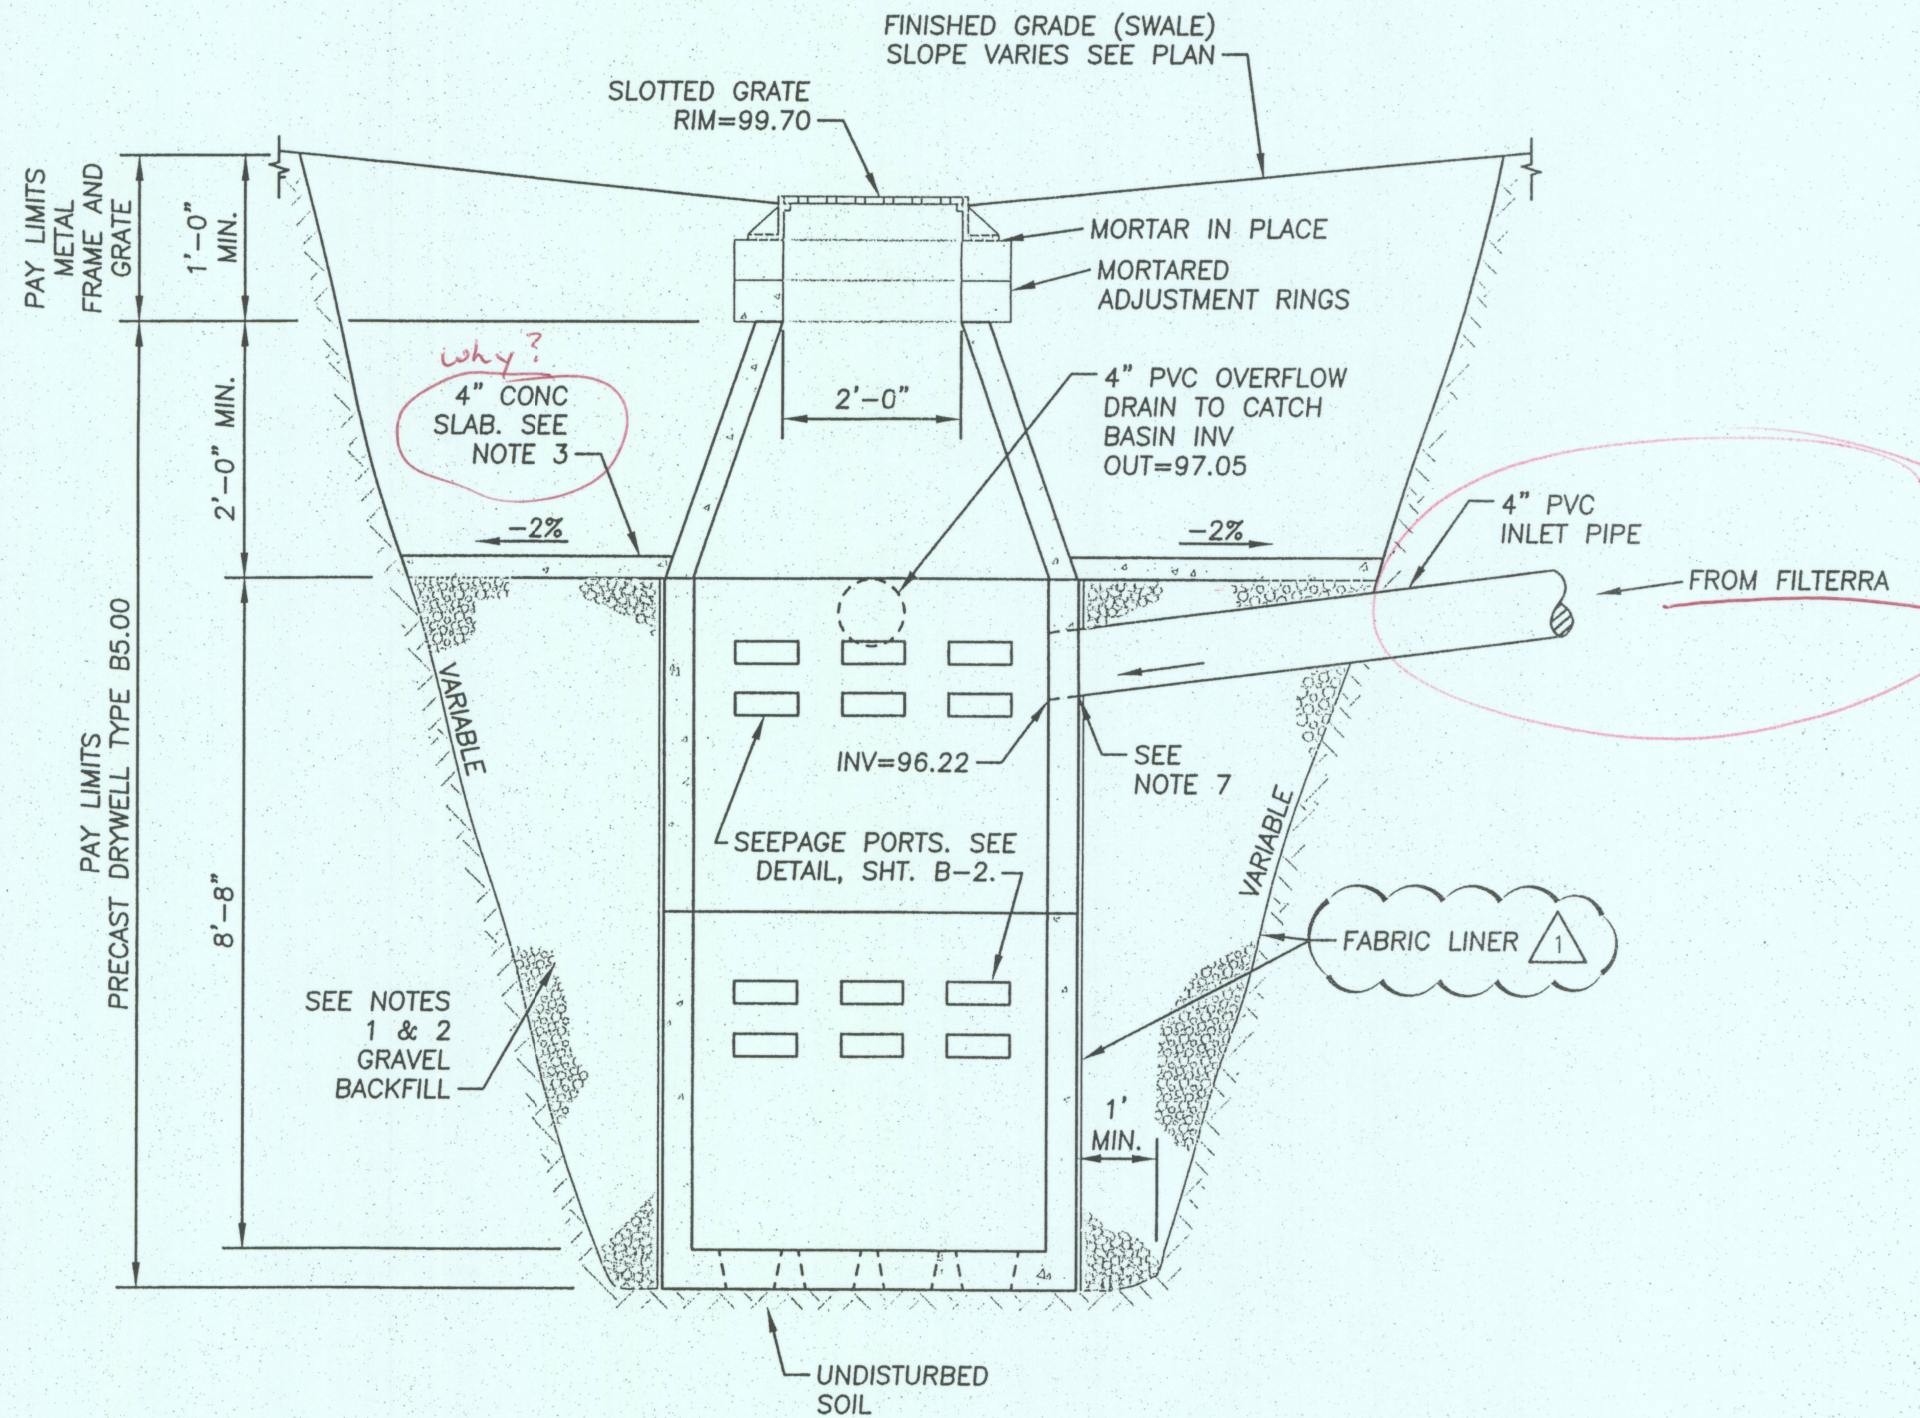 FINISHED GRADE (SWALE)
SLOPE VARIES SEE PLAN
SLOTTED GRATE
RIM=99.70
PAY LIMITS
METAL
FRAME AND
GRATE
1'-0"
MIN.
MORTAR IN PLACE
MORTARED
ADJUSTMENT RINGS
why?
4" CONC
SLAB. SEE
NOTE 3
2'-0" MIN.
2'-0"
4" PVC OVERFLOW
DRAIN TO CATCH
BASIN INV
OUT=97.05
4" PVC
INLET PIPE
FROM FILTERRA
-2%
-2%
PAY LIMITS
PRECAST DRYWELL TYPE B5.00
8'-8"
VARIABLE
INV=96.22
SEE
NOTE 7
SEEPAGE PORTS. SEE
DETAIL, SHT. B-2.
VARIABLE
FABRIC LINER 1
SEE NOTES
1 & 2
GRAVEL
BACKFILL
1'
MIN.
UNDISTURBED
SOIL